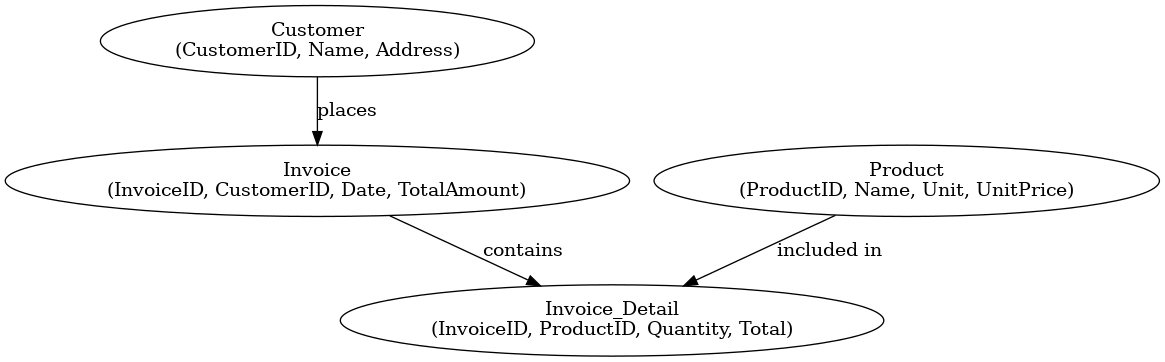 Customer
(CustomerID, Name, Address)
places
Invoice
(InvoiceID, CustomerID, Date, TotalAmount)
Product
(ProductID, Name, Unit, UnitPrice)
contains
included in
Invoice_Detail
(InvoiceID, ProductID, Quantity, Total)